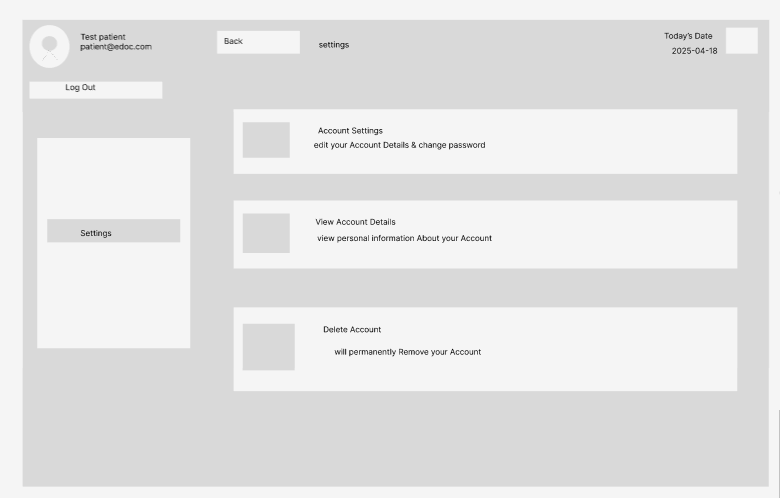 Test patient
patient@edoc.com
Back
settings
Today's Date
2025-04-18
Log Out
Account Settings
edit your Account Details & change password
View Account Details
view personal information About your Account
Settings
Delete Account
will permanently Remove your Account